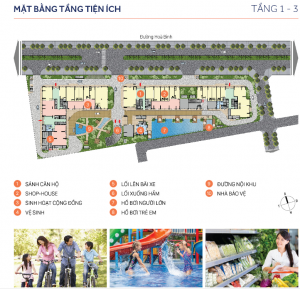 MẶT BẰNG TẦNG TIỆN ÍCH
TẦNG 1 - 3
Đường Hoà Bình
1 SẢNH CĂN HỘ
2 SHOP-HOUSE
3 SINH HOẠT CỘNG ĐỒNG
4 VỆ SINH
5 LỐI LÊN BÃI XE
6 LỐI XUỐNG HẦM
7 HỒ BƠI NGƯỜI LỚN
8 HỒ BƠI TRẺ EM
9 ĐƯỜNG NỘI KHU
10 NHÀ BẢO VỆ